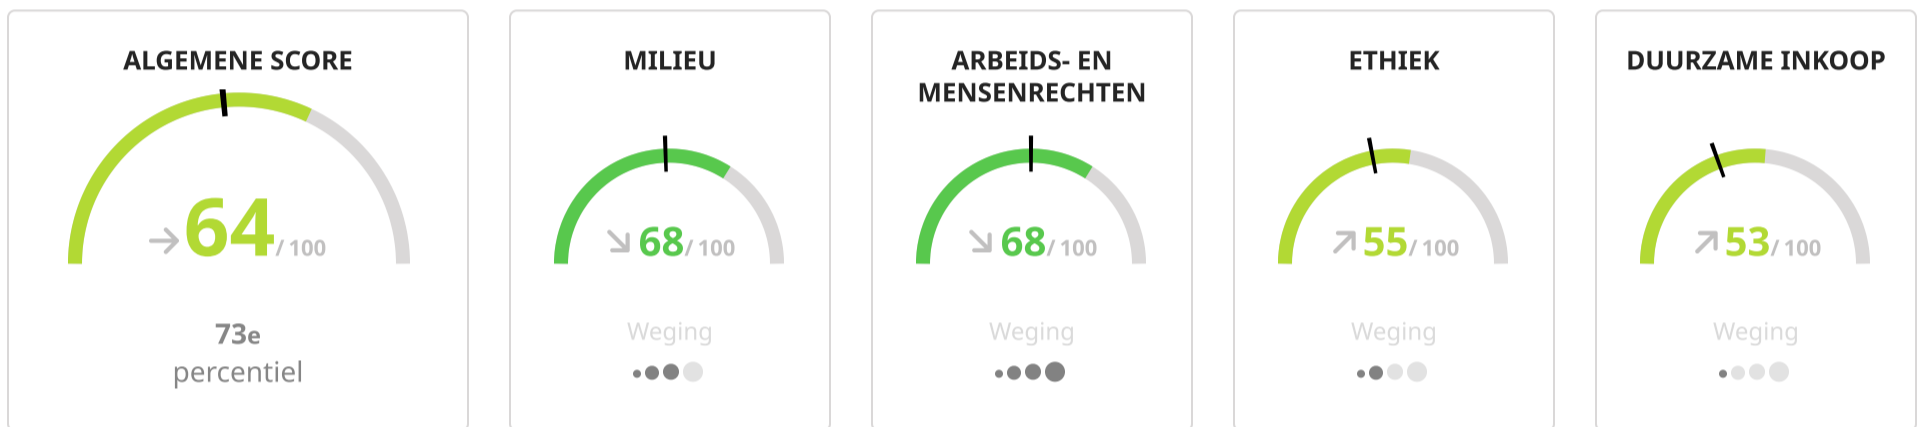 ALGEMENE SCORE
→64/ 100
73e
percentiel
MILIEU
↘68/ 100
Weging
ARBEIDS- EN
MENSENRECHTEN
↘68/ 100
Weging
ETHIEK
↗55/ 100
Weging
DUURZAME INKOOP
↗53/ 100
Weging